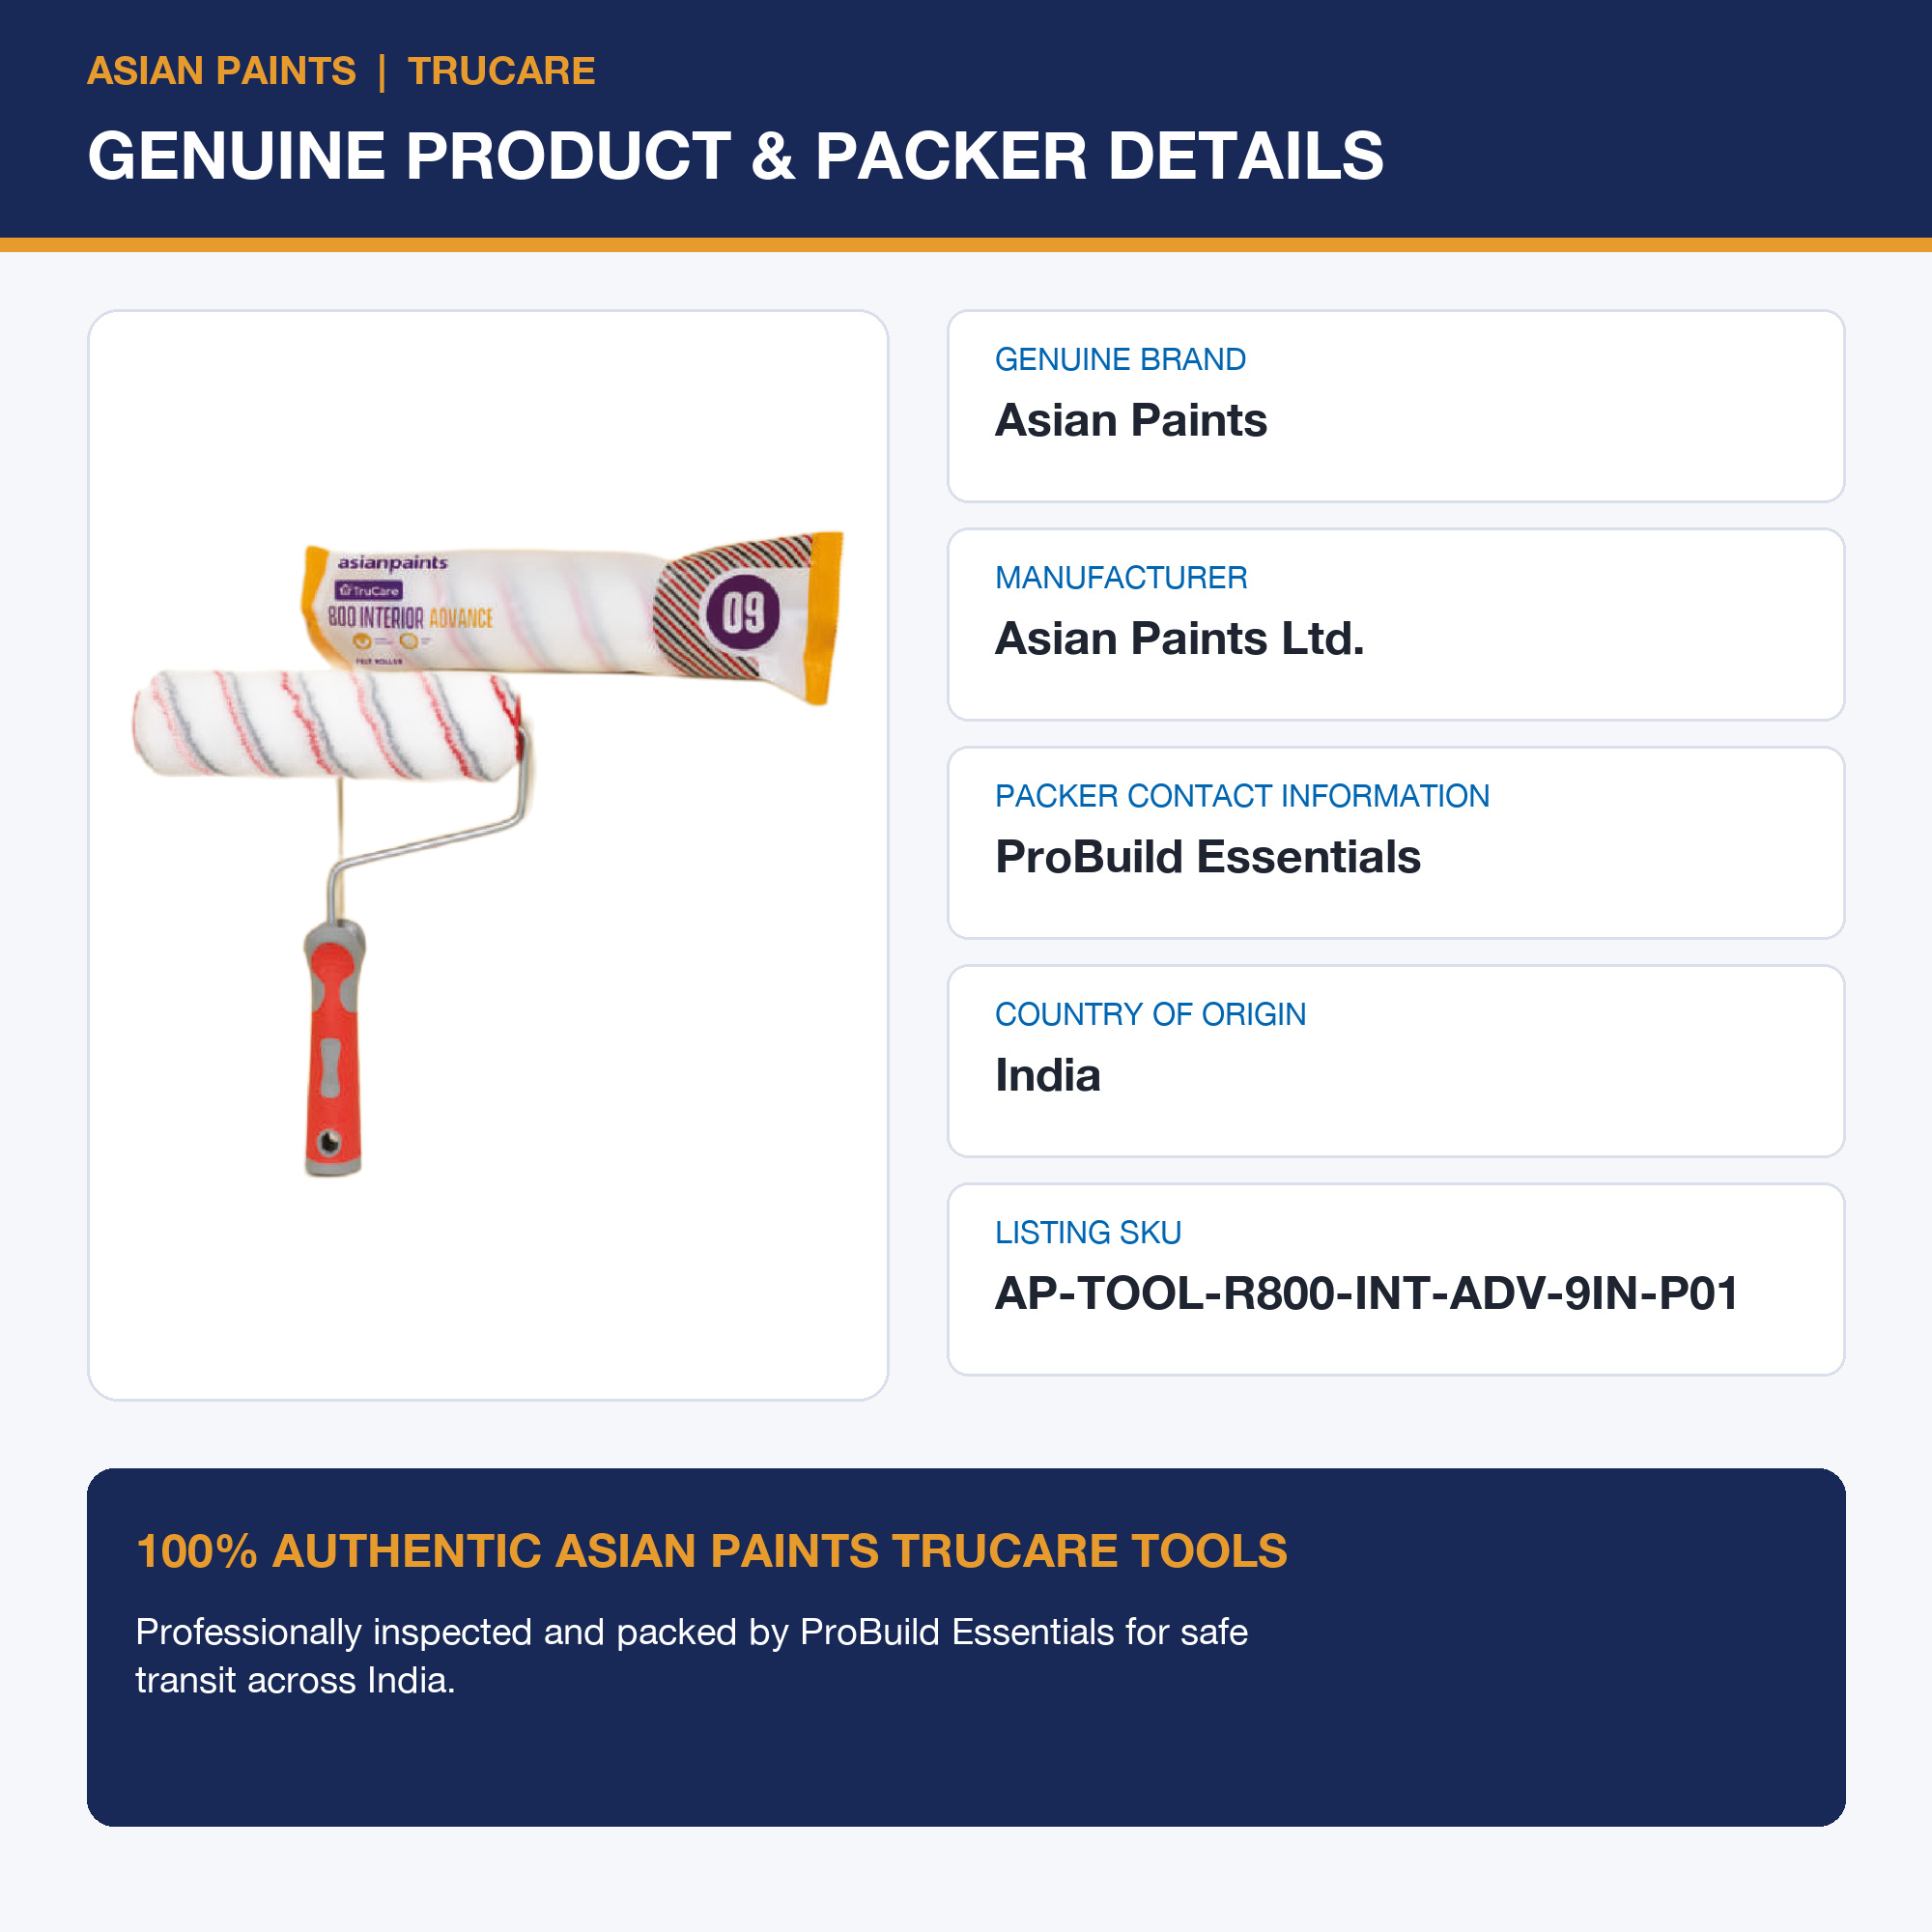 ASIAN PAINTS | TRUCARE
GENUINE PRODUCT & PACKER DETAILS
asianpaints
TruCare
800 INTERIOR ADVANCE
09
GENUINE BRAND
Asian Paints
MANUFACTURER
Asian Paints Ltd.
PACKER CONTACT INFORMATION
ProBuild Essentials
COUNTRY OF ORIGIN
India
LISTING SKU
AP-TOOL-R800-INT-ADV-9IN-P01
100% AUTHENTIC ASIAN PAINTS TRUCARE TOOLS
Professionally inspected and packed by ProBuild Essentials for safe
transit across India.